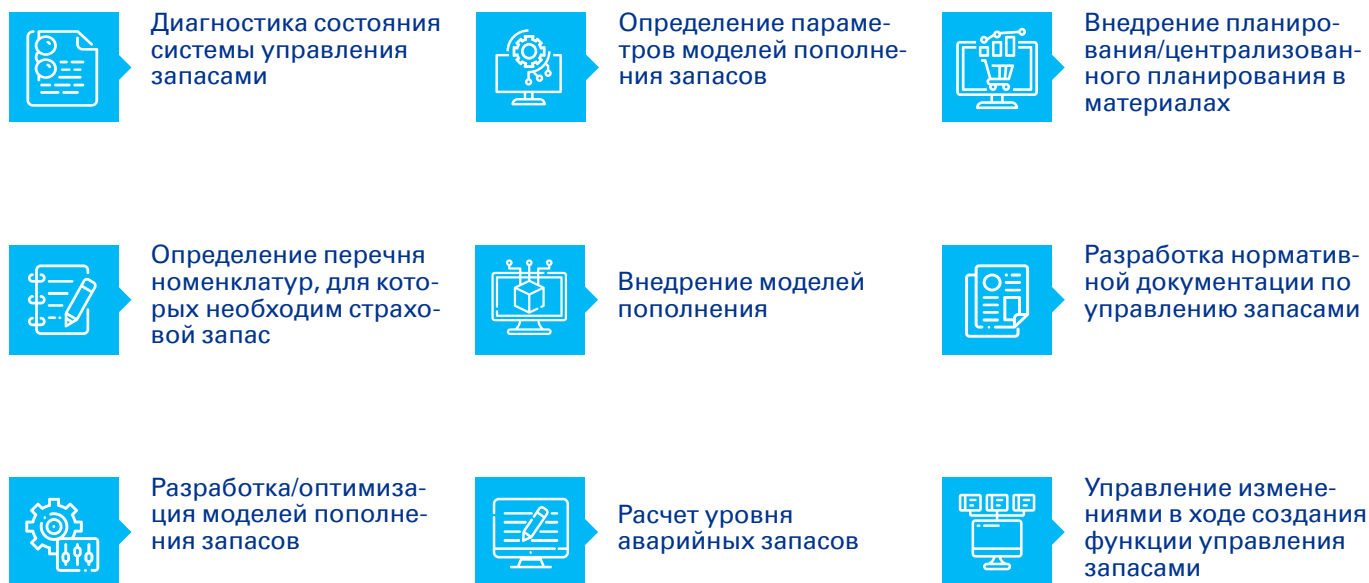 Диагностика состояния
системы управления
запасами
Определение параме-
тров моделей пополне-
ния запасов
Внедрение планиро-
вания/централизован-
ного планирования в
материалах
Определение перечня
номенклатур, для кото-
рых необходим страхо-
вой запас
Внедрение моделей
пополнения
Разработка норматив-
ной документации по
управлению запасами
Разработка/оптимиза-
ция моделей пополне-
ния запасов
Расчет уровня
аварийных запасов
Управление измене-
ниями в ходе создания
функции управления
запасами